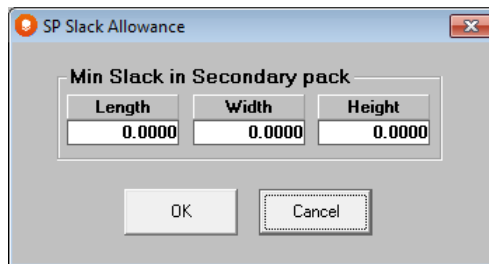 SP Slack Allowance
Min Slack in Secondary pack
Length Width Height
0.0000 0.0000 0.0000
OK Cancel